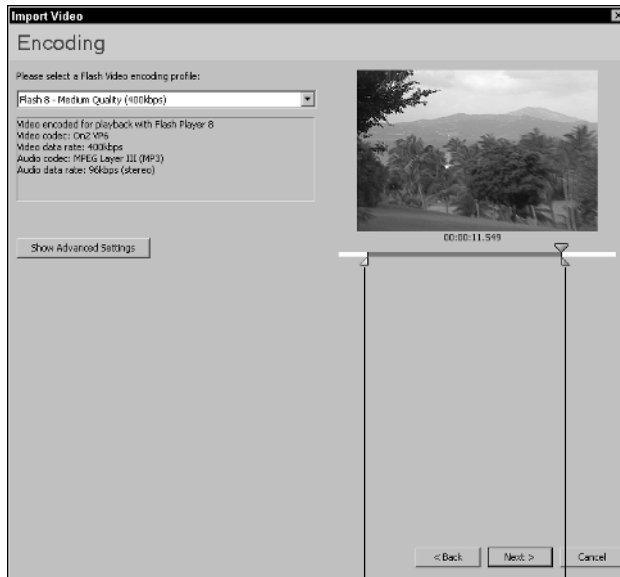 Import Video
Encoding
Please select a Flash Video encoding profile:
Flash 8 - Medium Quality (400kbps)
Video encoded for playback with Flash Player 8
Video codec: On2 VP6
Video data rate: 400kbps
Audio codec: MPEG Layer III (MP3)
Audio data rate: 96kbps (stereo)
00:00:11.549
Show Advanced Settings
< Back
Next >
Cancel